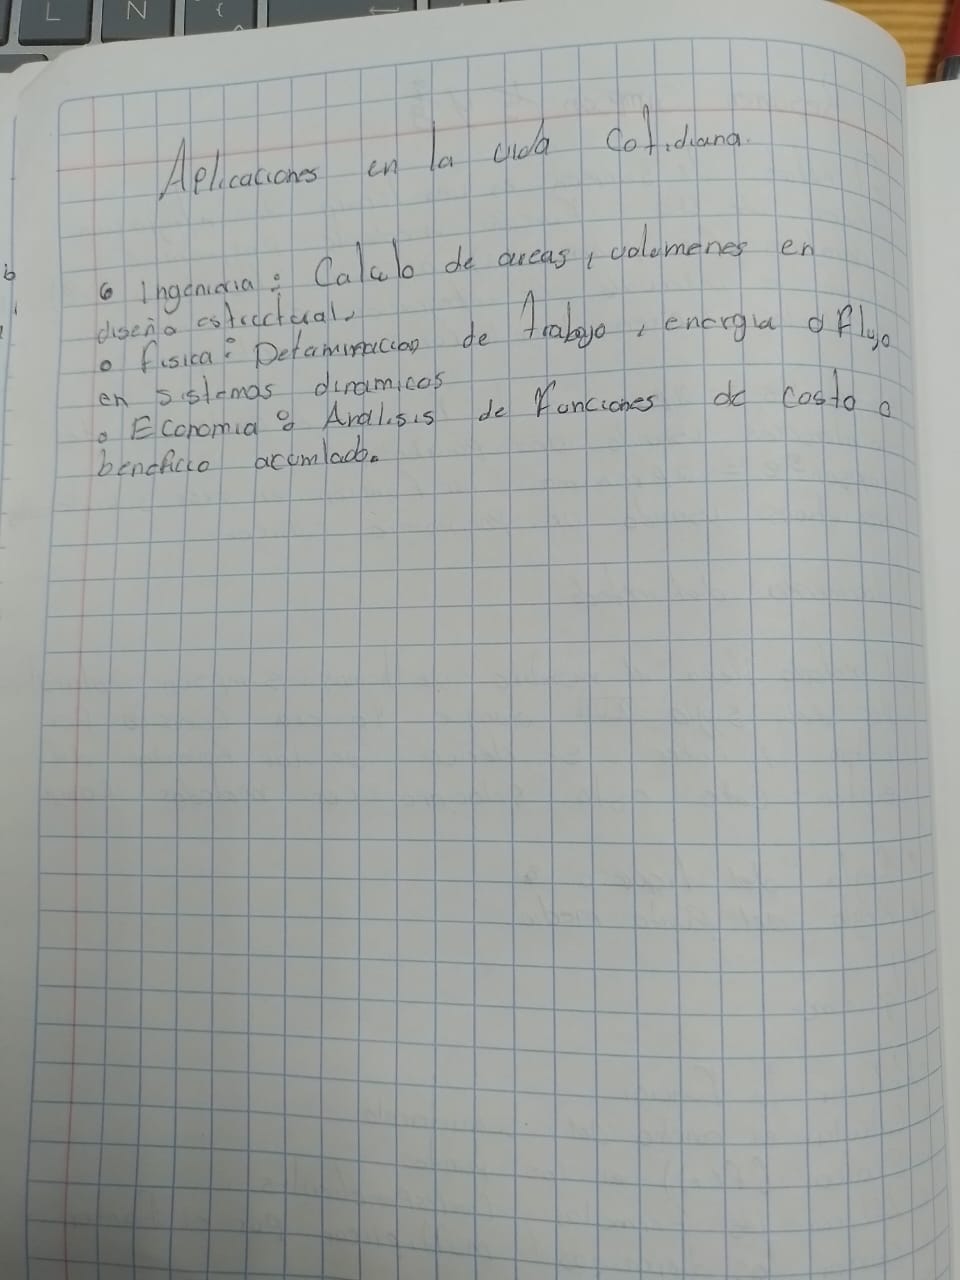 L N {
Aplicaciones en la vida Cotidiana.
o Ingenieria: Calculo de areas, volumenes en
diseño estructural.
o fisica: Determinacion de trabajo, energia o flujo
en sistemas dinamicos
o Economia: Analisis de Funciones de costo o
beneficio acumlado.